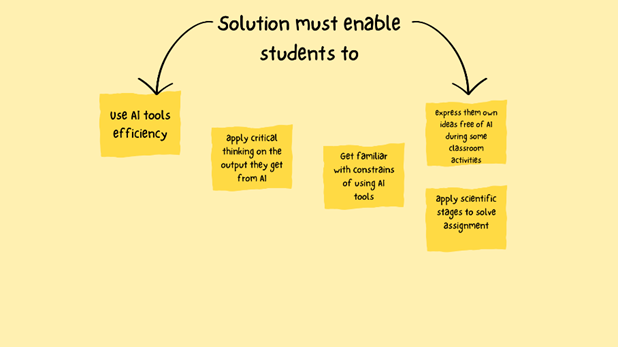 Solution must enable
students to
use AI tools
efficiency
apply critical
thinking on the
output they get
from AI
Get familiar
with constrains
of using AI
tools
express them own
ideas free of AI
during some
classroom
activities
apply scientific
stages to solve
assignment